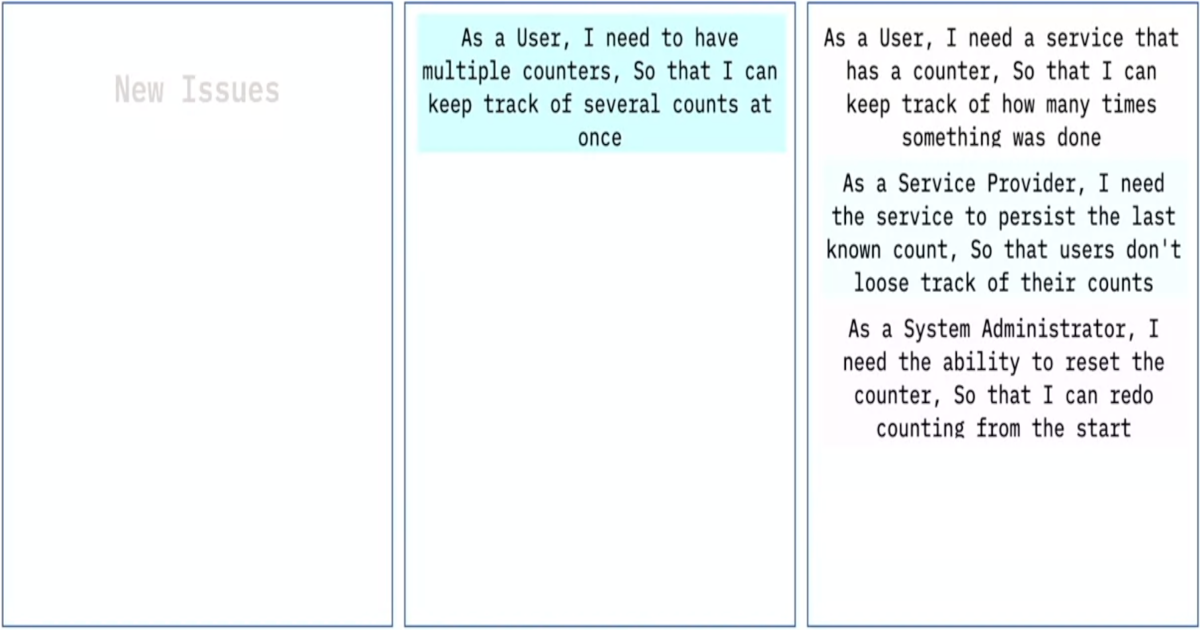 New Issues
As a User, I need to have
multiple counters, So that I can
keep track of several counts at
once
As a User, I need a service that
has a counter, So that I can
keep track of how many times
something was done
As a Service Provider, I need
the service to persist the last
known count, So that users don't
loose track of their counts
As a System Administrator, I
need the ability to reset the
counter, So that I can redo
counting from the start